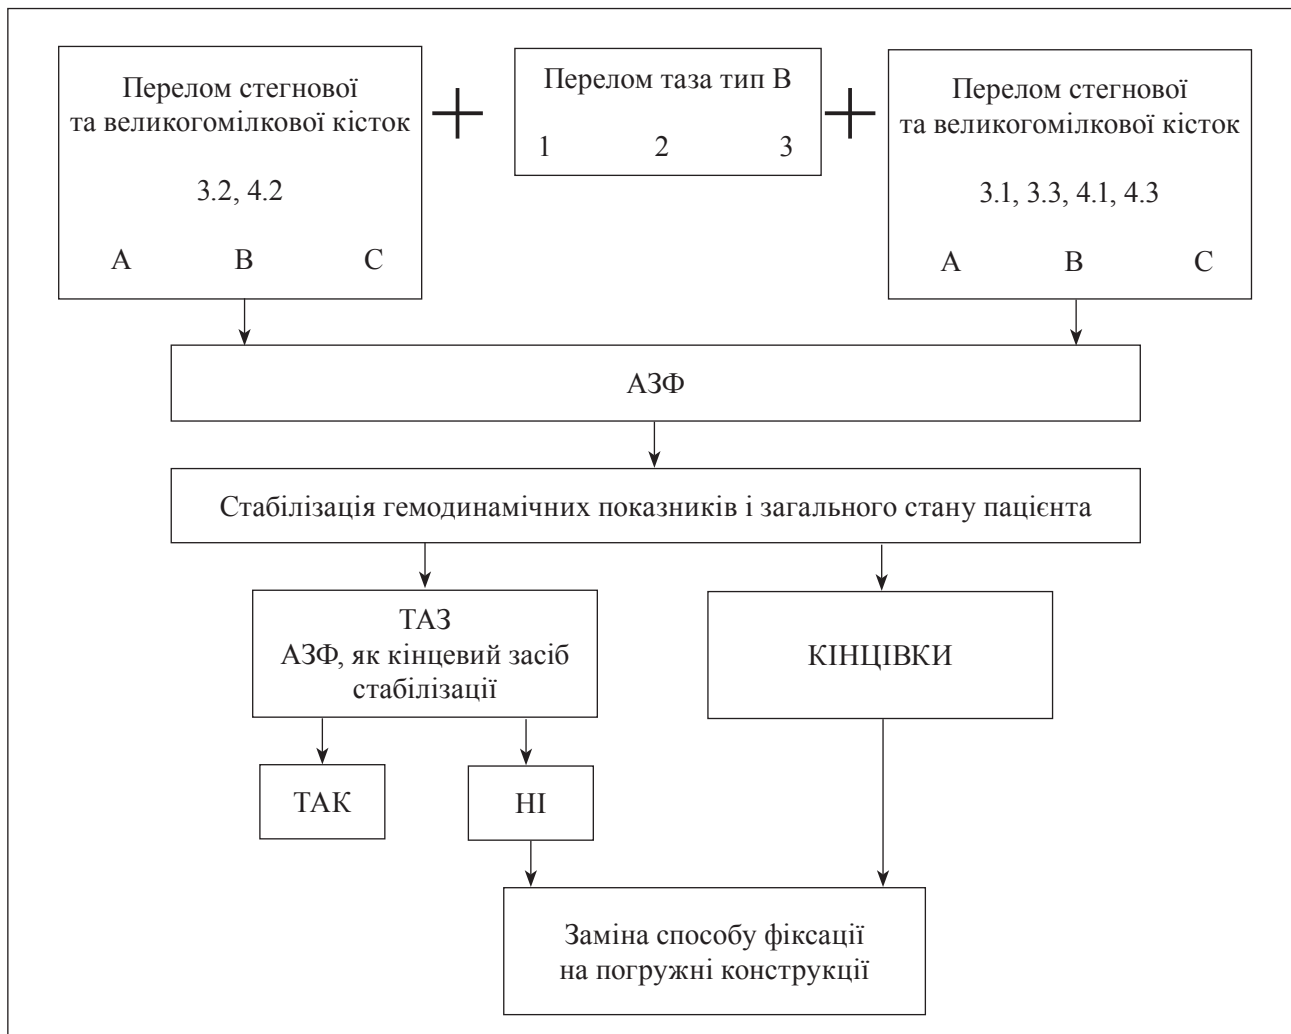 Перелом стегнової
та великогомілкової кісток
3.2, 4.2
А В С
+
Перелом таза тип В
1 2 3
+
Перелом стегнової
та великогомілкової кісток
3.1, 3.3, 4.1, 4.3
А В С
АЗФ
Стабілізація гемодинамічних показників і загального стану пацієнта
ТАЗ
АЗФ, як кінцевий засіб
стабілізації
КІНЦІВКИ
ТАК
НІ
Заміна способу фіксації
на погружні конструкції